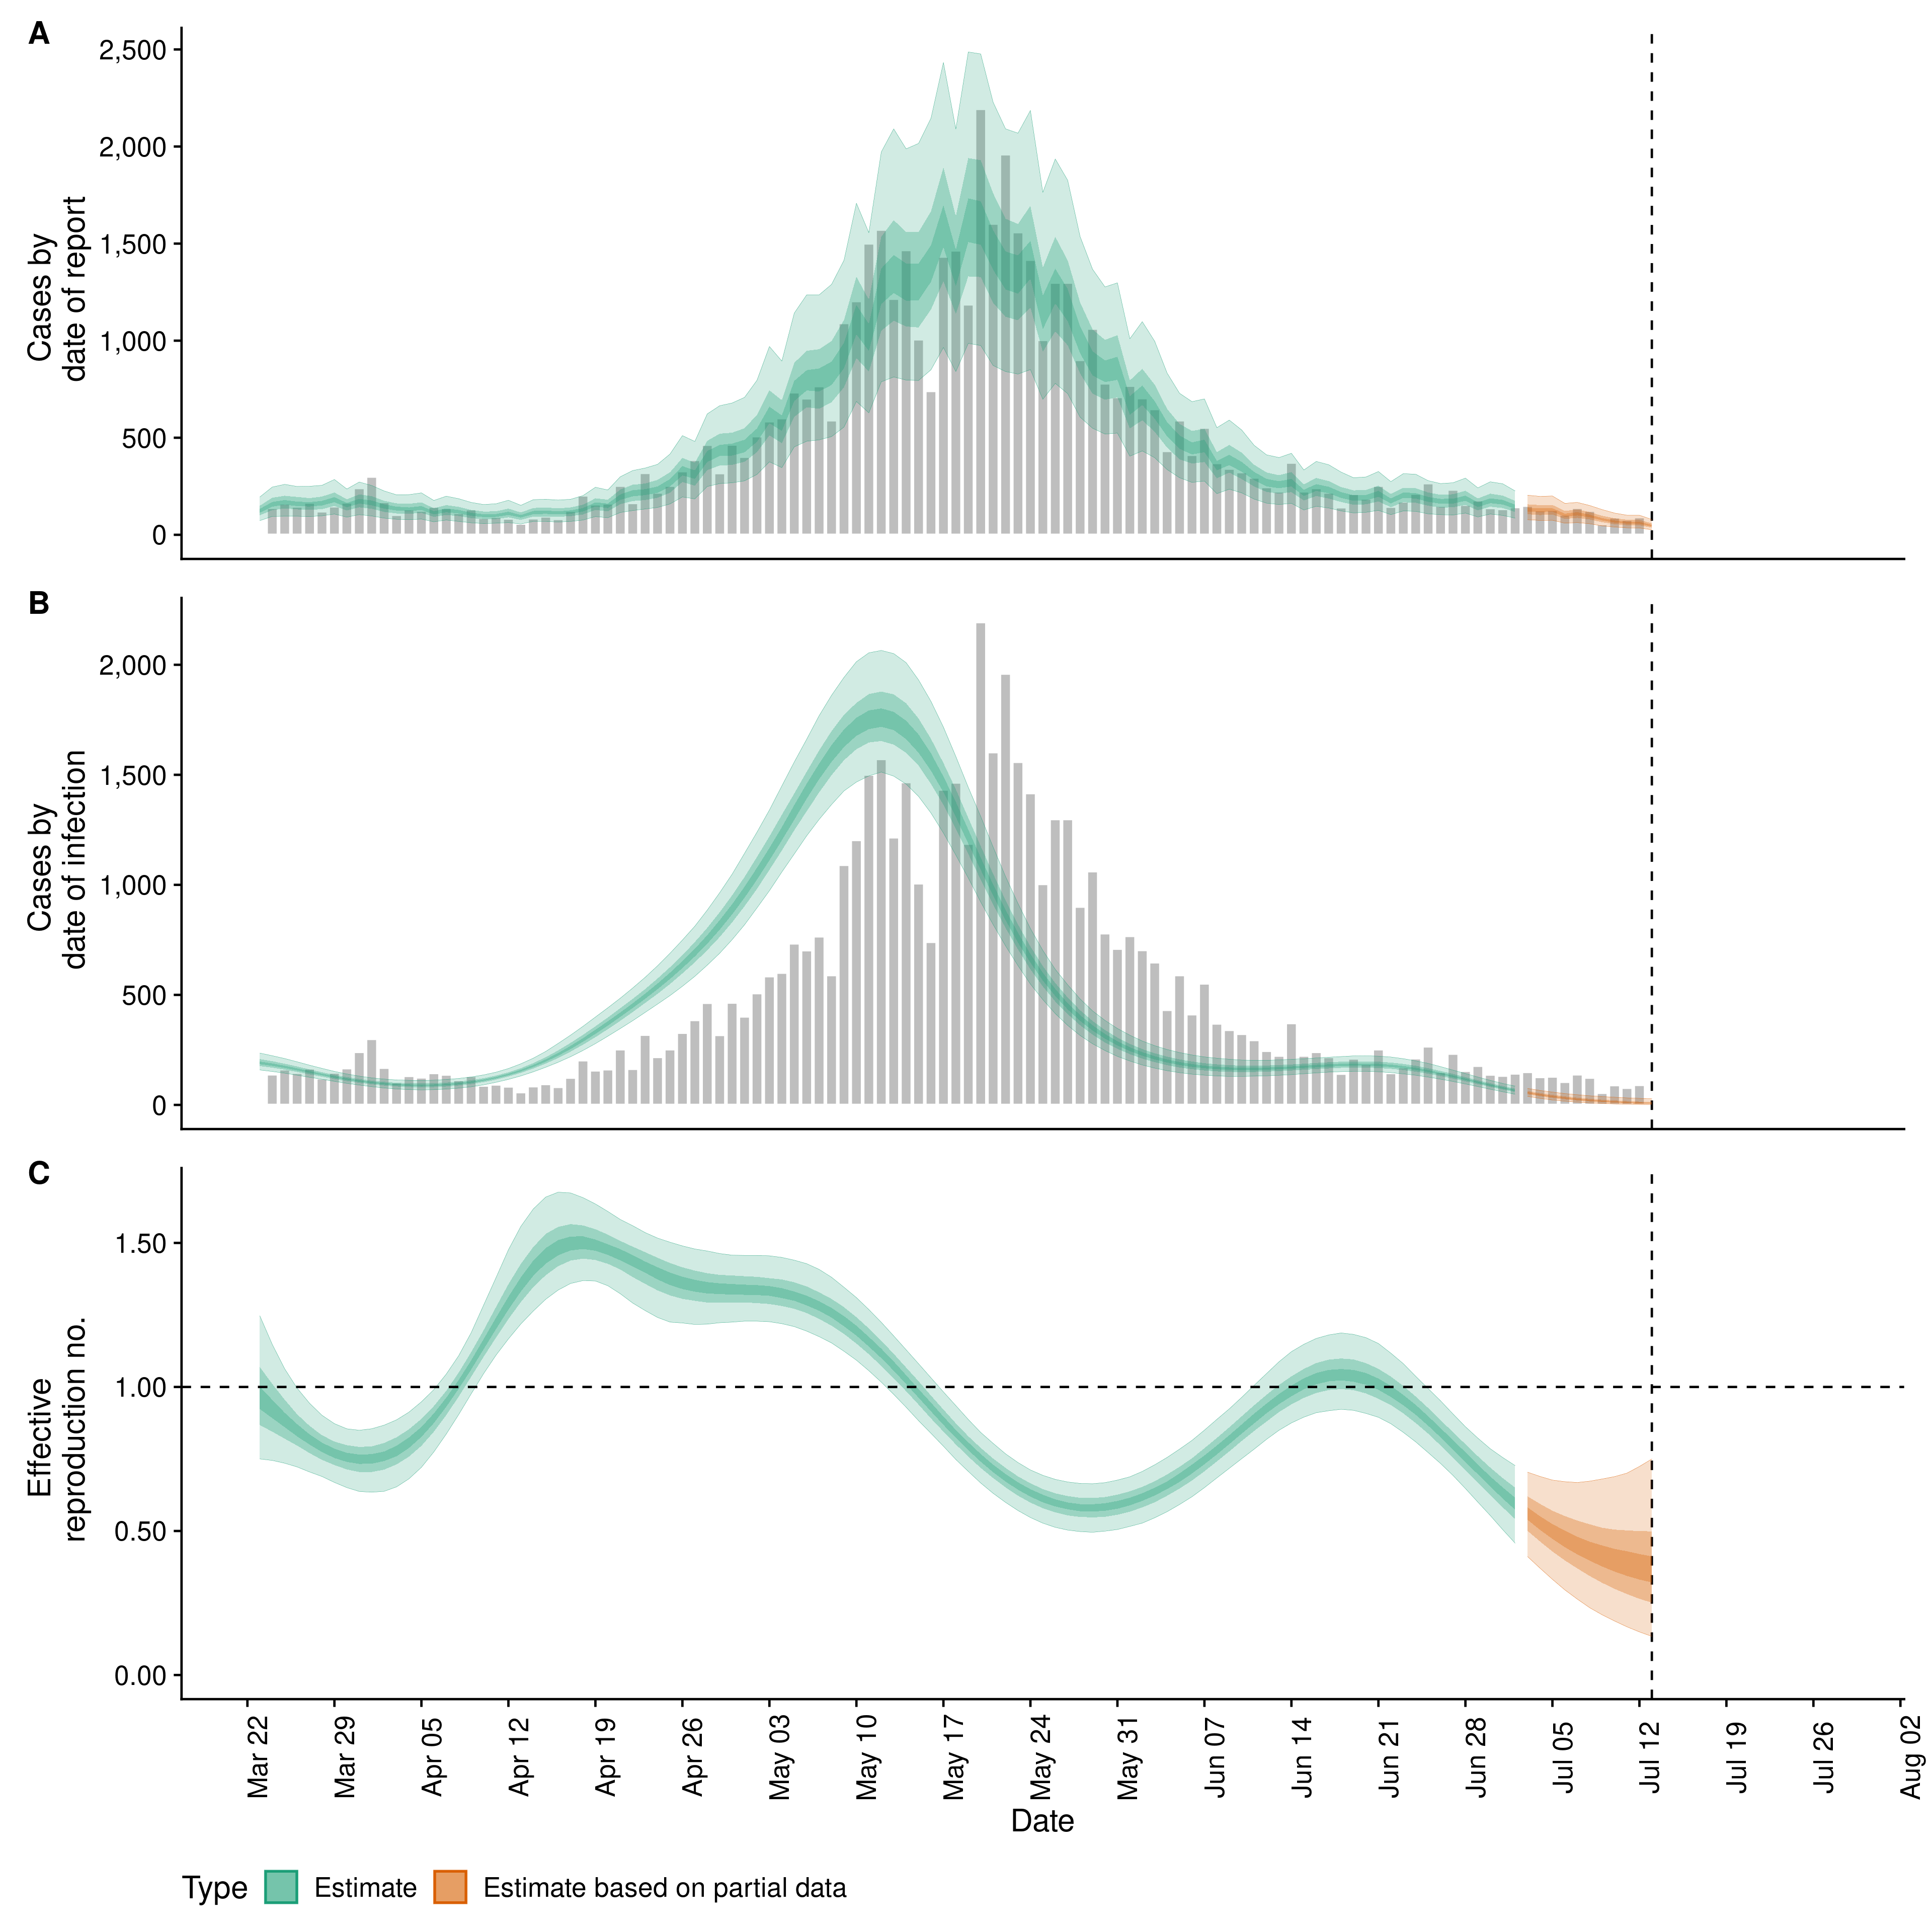 A
Cases by
date of report
2,500
2,000
1,500
1,000
500
0
B
Cases by
date of infection
2,000
1,500
1,000
500
0
C
Effective
reproduction no.
1.50
1.00
0.50
0.00
Mar 22
Mar 29
Apr 05
Apr 12
Apr 19
Apr 26
May 03
May 10
May 17
May 24
May 31
Jun 07
Jun 14
Jun 21
Jun 28
Jul 05
Jul 12
Jul 19
Jul 26
Aug 02
Date
Type Estimate Estimate based on partial data